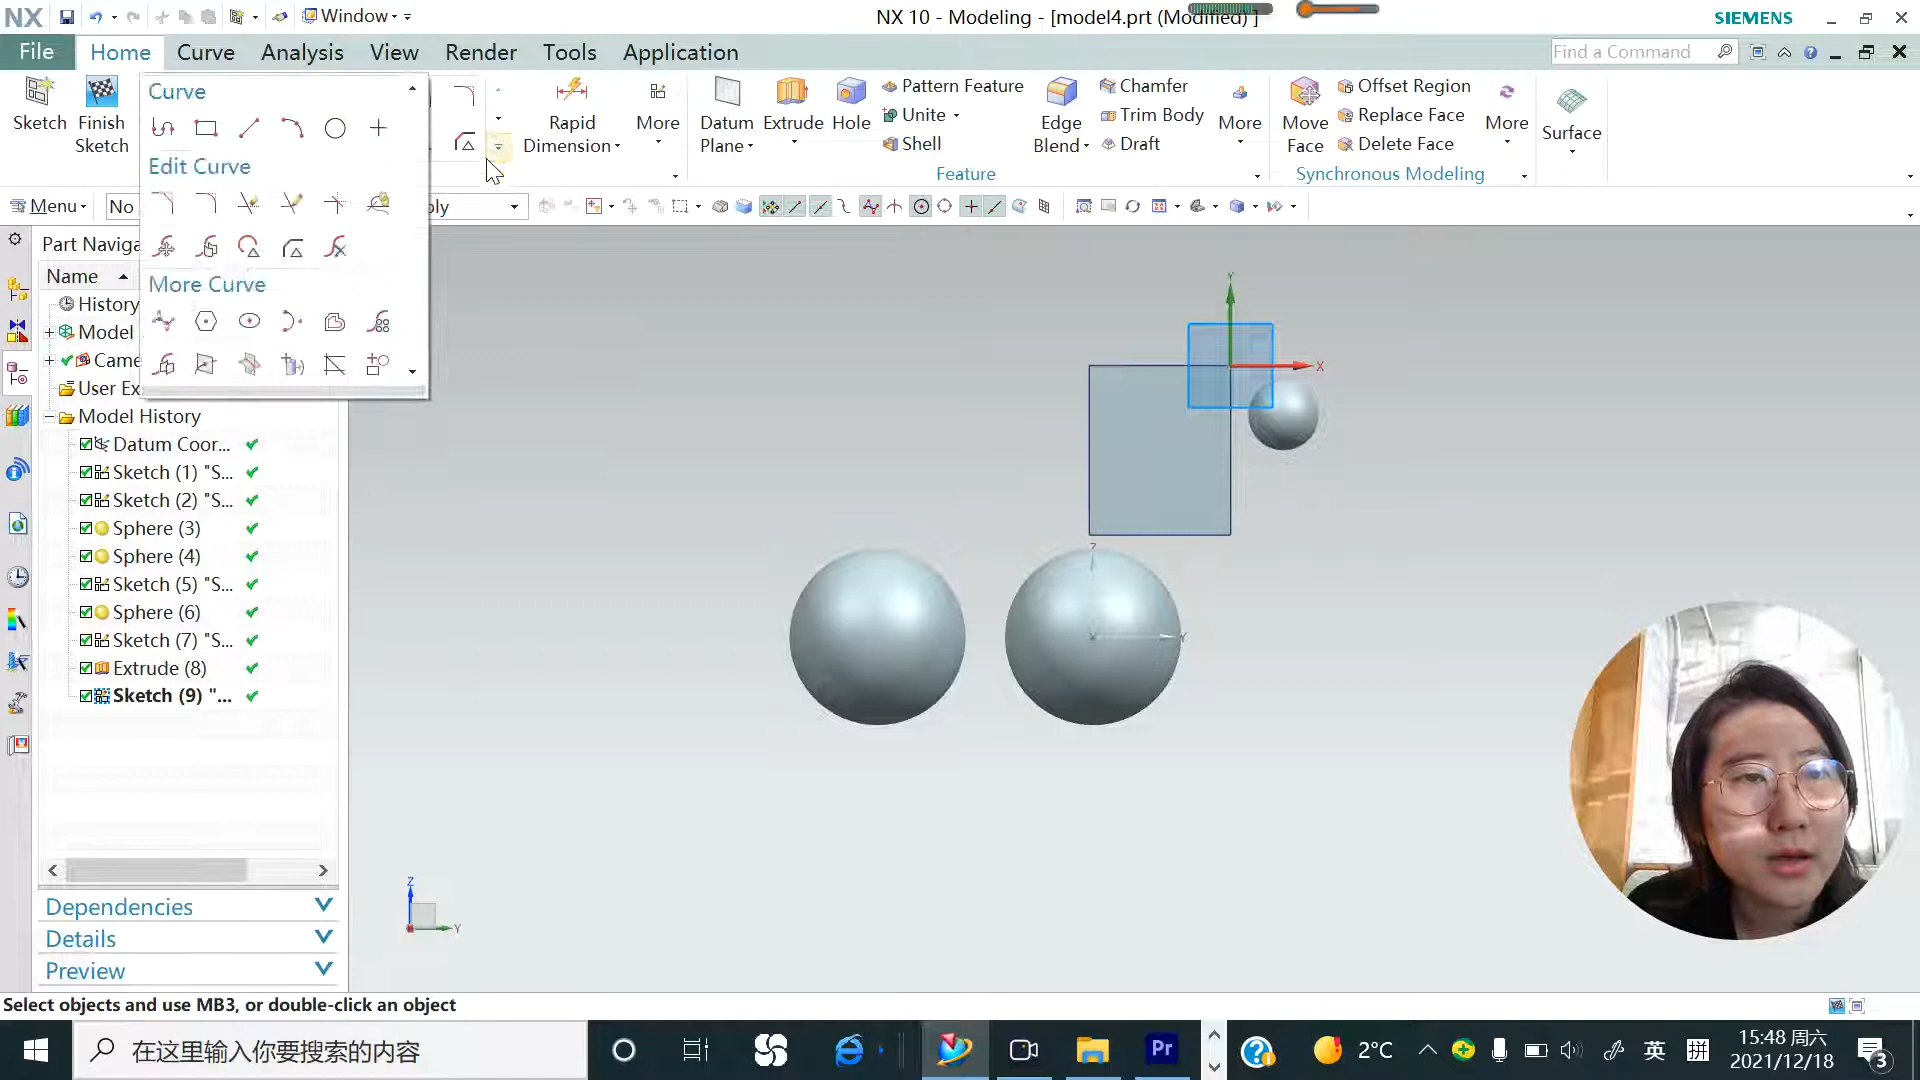 NX
Window
NX 10 - Modeling - [model4.prt (Modified) ]
SIEMENS
File
Home
Curve
Analysis
View
Render
Tools
Application
Find a Command
Sketch
Finish
Sketch
Curve
Edit Curve
More Curve
Rapid
Dimension
More
Datum
Plane
Extrude
Hole
Pattern Feature
Unite
Shell
Edge
Blend
Chamfer
Trim Body
Draft
More
Feature
Move
Face
Offset Region
Replace Face
Delete Face
More
Synchronous Modeling
Surface
Menu
No
Part Naviga
Name
History
Model
Came
User Ex
Model History
Datum Coor...
Sketch (1) "S...
Sketch (2) "S...
Sphere (3)
Sphere (4)
Sketch (5) "S...
Sphere (6)
Sketch (7) "S...
Extrude (8)
Sketch (9) "...
Dependencies
Details
Preview
Y
X
Z
Y
Z
Y
Select objects and use MB3, or double-click an object
在这里输入你要搜索的内容
Pr
2°C
英
拼
15:48 周六
2021/12/18
3